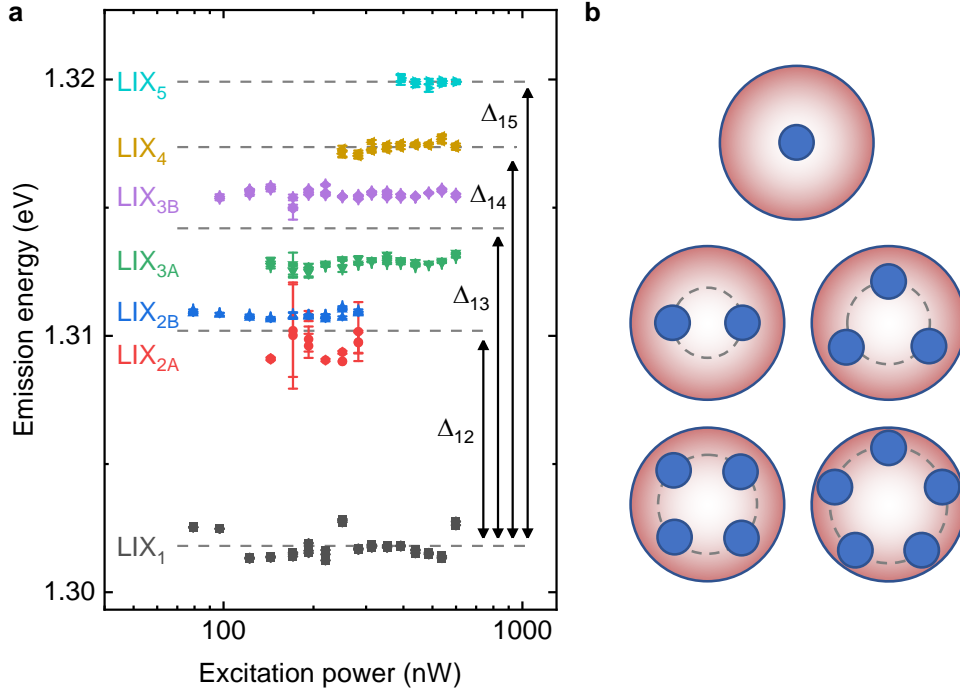 a
b
1.32
1.31
1.30
Emission energy (eV)
LIX₅
LIX₄
LIX₃B
LIX₃A
LIX₂B
LIX₂A
LIX₁
Δ₁₅
Δ₁₄
Δ₁₃
Δ₁₂
100
1000
Excitation power (nW)